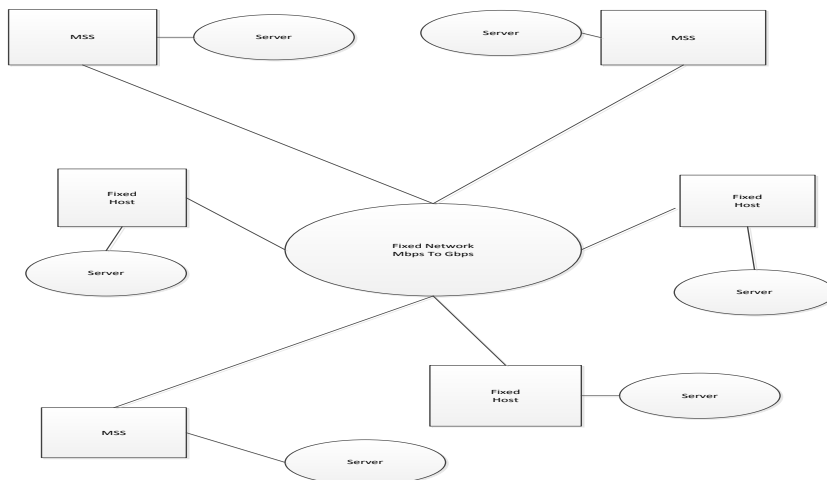 MSS
Server
Server
MSS
Fixed
Host
Fixed
Host
Fixed Network
Mbps To Gbps
Server
Server
Fixed
Host
Server
MSS
Server